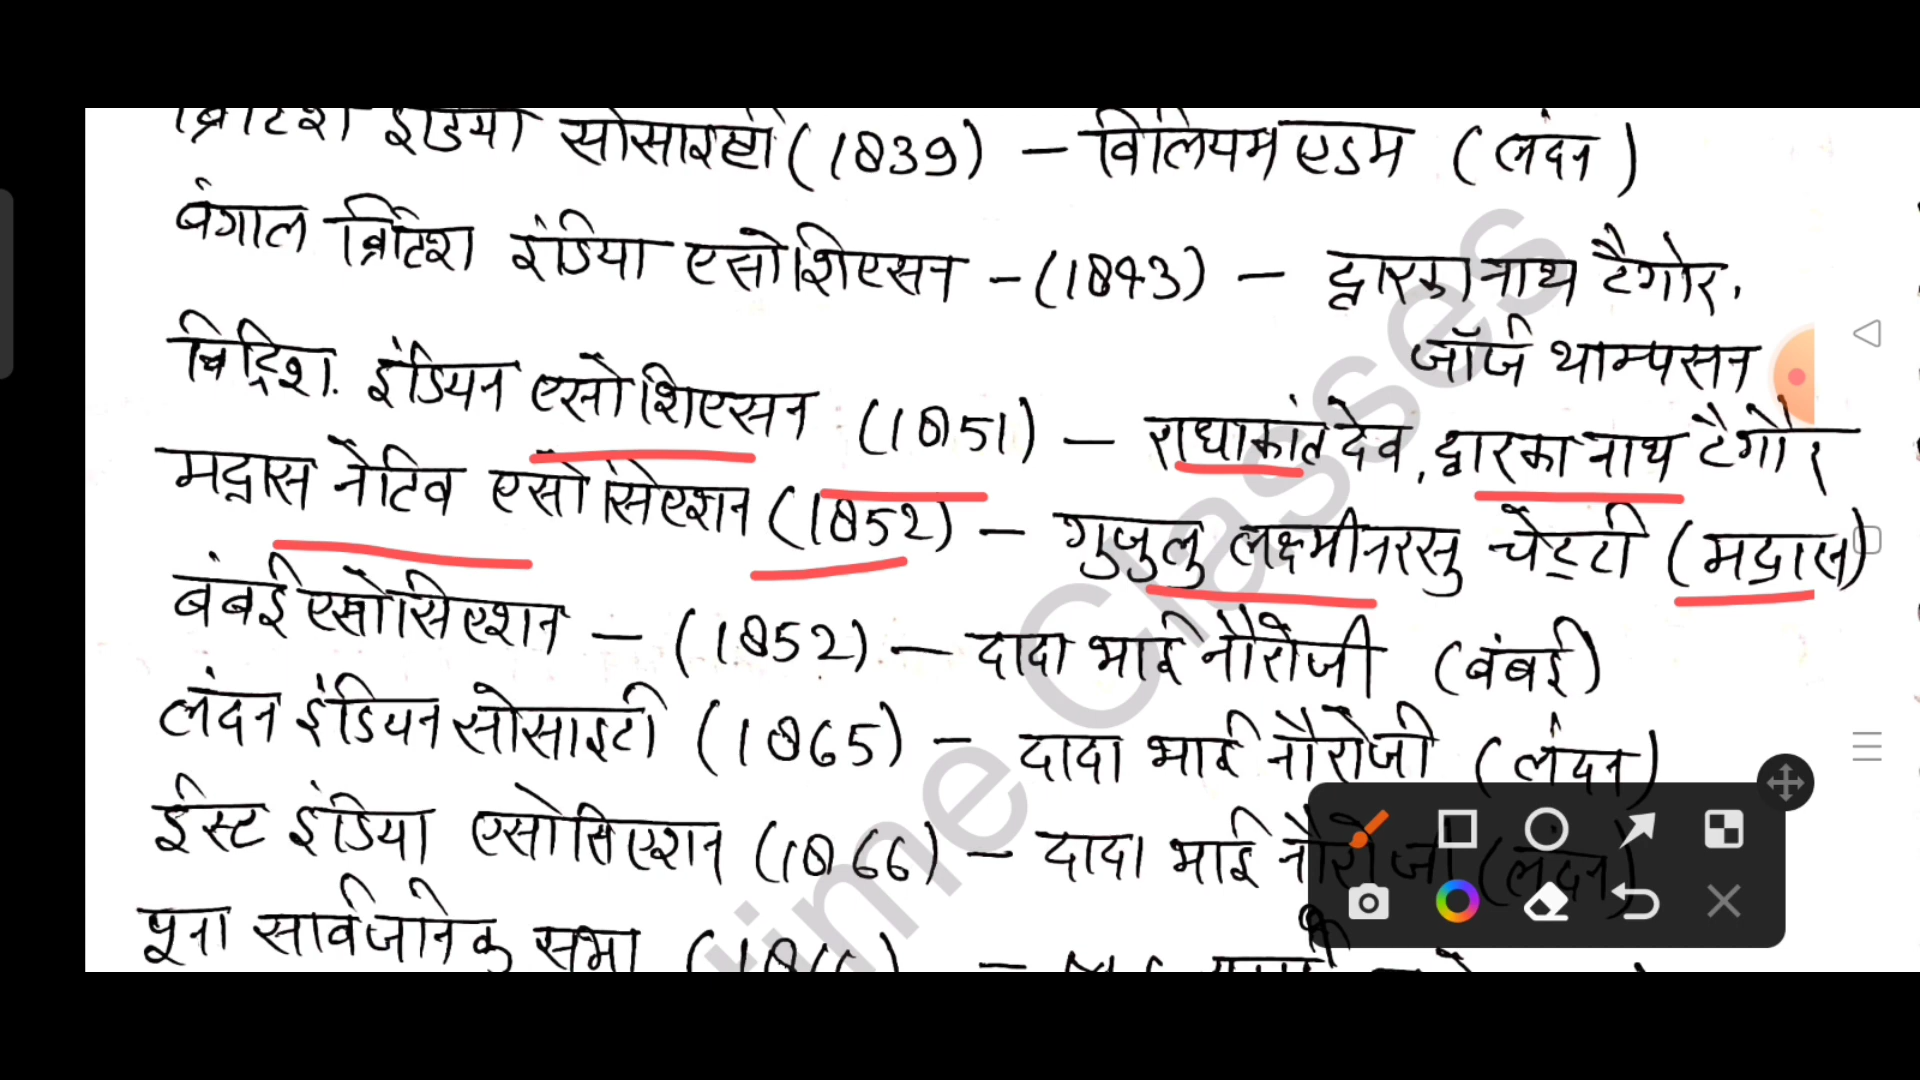 ब्रिटिश इंडिया सोसाइटी (1839) – विलियम एडम (लंदन)
बंगाल ब्रिटिश इंडिया एसोशिएसन – (1843) – द्वारका नाथ टैगोर,
जॉर्ज थाम्पसन
ब्रिटिश. इंडियन एसोशिएसन (1851) – राधाकांत देव, द्वारका नाथ टैगोर
मद्रास नेटिव एसोसिएशन (1852) – गुजुलु लक्ष्मीनरसु चेट्टी (मद्रास)
बंबई एसोसिएशन – (1852) – दादा भाई नौरोजी (बंबई)
लंदन इंडियन सोसाइटी (1865) – दादा भाई नौरोजी (लंदन)
ईस्ट इंडिया एसोसिएशन (1866) – दादा भाई नौरोजी (लंदन)
पूना सार्वजनिक सभा
ime Classes